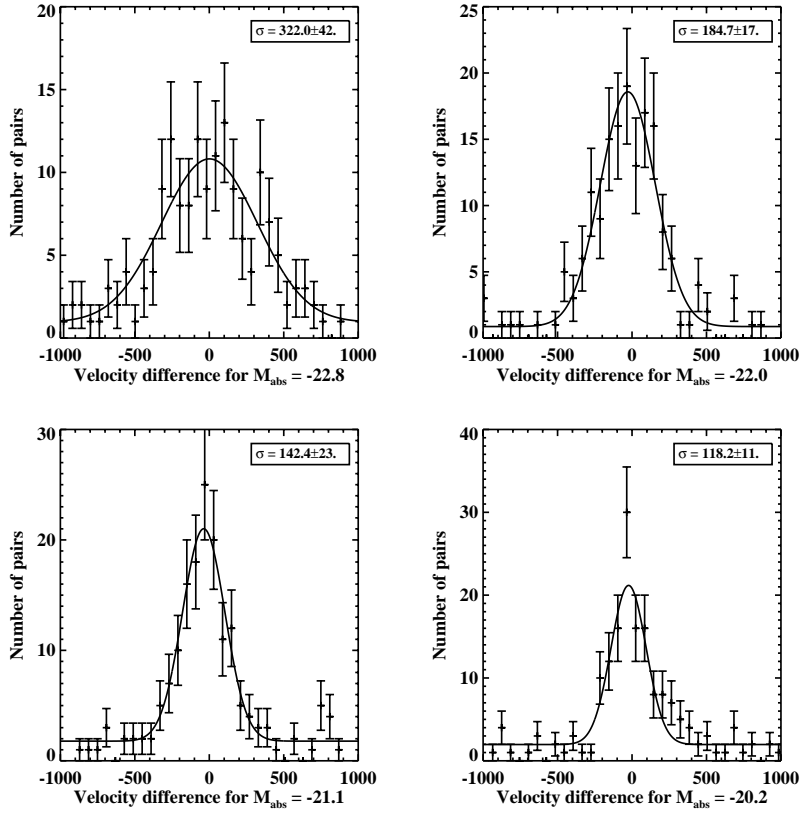 20
15
10
5
0
Number of pairs
σ = 322.0±42.
-1000 -500 0 500 1000
Velocity difference for M_abs = -22.8
25
20
15
10
5
0
Number of pairs
σ = 184.7±17.
-1000 -500 0 500 1000
Velocity difference for M_abs = -22.0
30
20
10
0
Number of pairs
σ = 142.4±23.
-1000 -500 0 500 1000
Velocity difference for M_abs = -21.1
40
30
20
10
0
Number of pairs
σ = 118.2±11.
-1000 -500 0 500 1000
Velocity difference for M_abs = -20.2